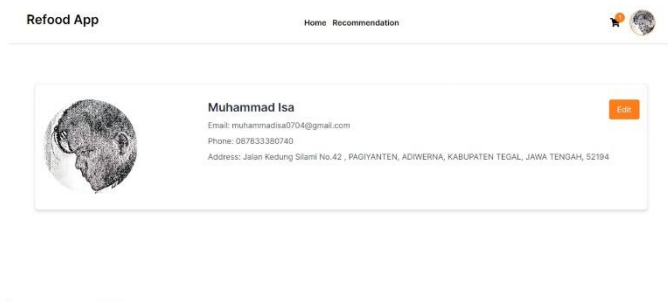 Refood App
Home Recommendation
1
Muhammad Isa
Edit
Email: muhammadisa0704@gmail.com
Phone: 087833380740
Address: Jalan Kedung Silami No.42 , PAGIYANTEN, ADIWERNA, KABUPATEN TEGAL, JAWA TENGAH, 52194